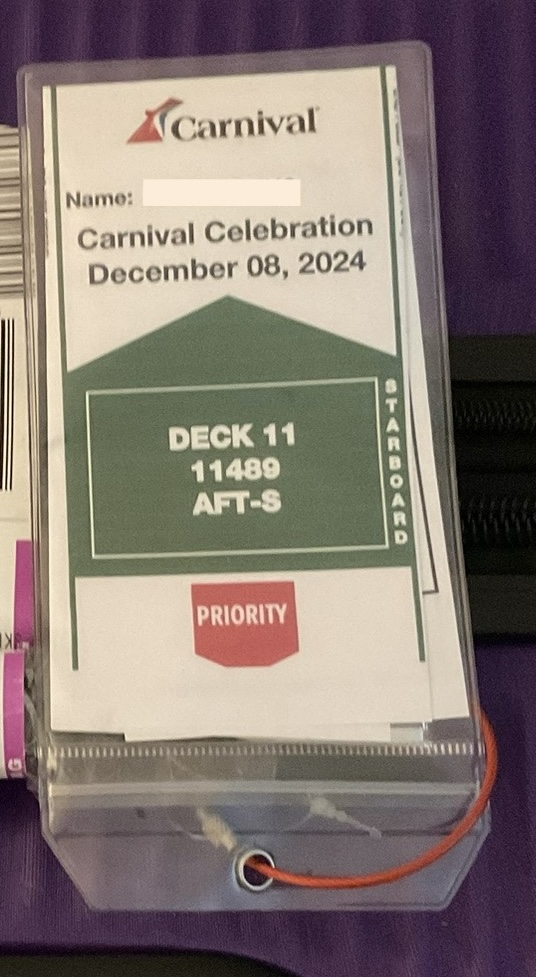 Carnival
Name:
Carnival Celebration
December 08, 2024
DECK 11
11489
AFT-S
STARBOARD
PRIORITY